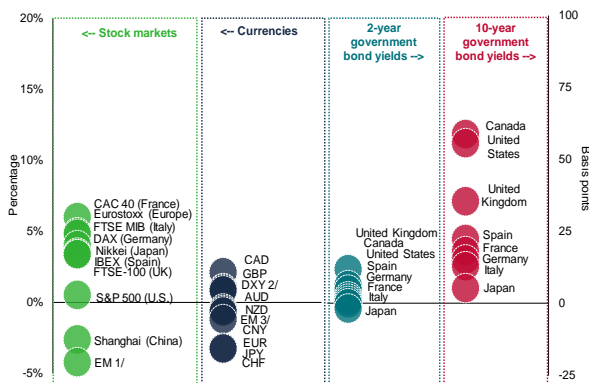 20%
15%
10%
5%
0%
-5%
Percentage
100
75
50
25
0
-25
Basis points
<-- Stock markets
CAC 40 (France)
Eurostoxx (Europe)
FTSE MIB (Italy)
DAX (Germany)
Nikkei (Japan)
IBEX (Spain)
FTSE-100 (UK)
S&P 500 (U.S.)
Shanghai (China)
EM 1/
<-- Currencies
CAD
GBP
DXY 2/
AUD
NZD
EM 3/
CNY
EUR
JPY
CHF
2-year
government
bond yields -->
United Kingdom
Canada
United States
Spain
Germany
France
Italy
Japan
10-year
government
bond yields -->
Canada
United
States
United
Kingdom
Spain
France
Germany
Italy
Japan